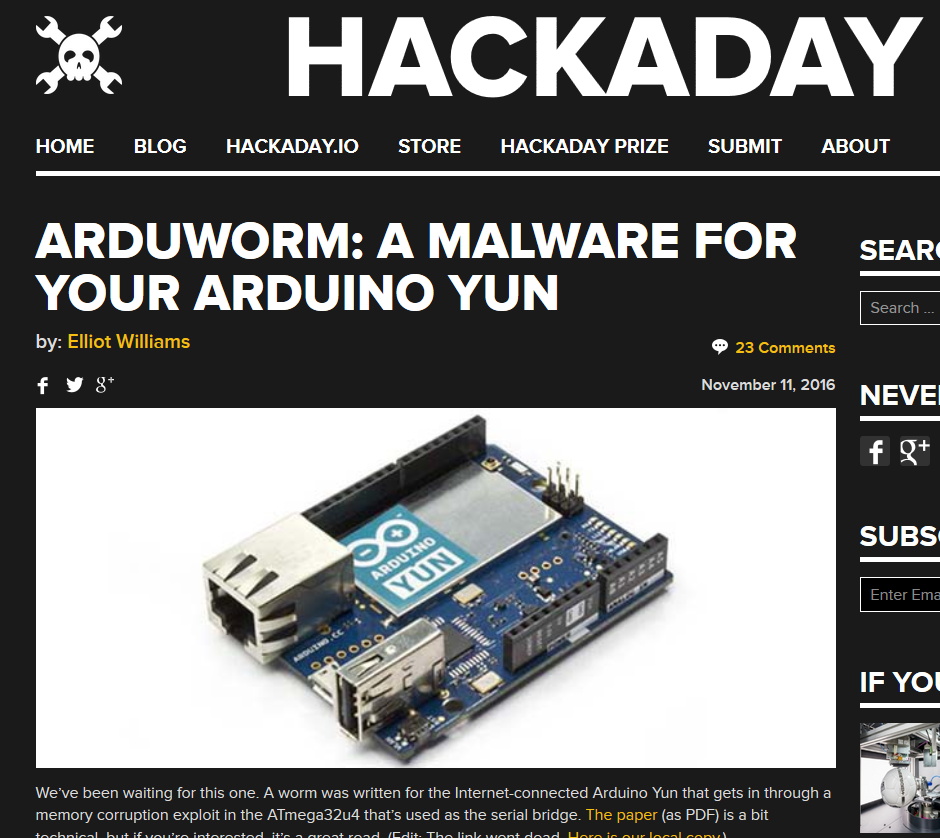 HACKADAY
HOME BLOG HACKADAY.IO STORE HACKADAY PRIZE SUBMIT ABOUT
ARDUWORM: A MALWARE FOR
YOUR ARDUINO YUN
by: Elliot Williams
23 Comments
November 11, 2016
ARDUINO
YUN
ARDUINO.CC
We've been waiting for this one. A worm was written for the Internet-connected Arduino Yun that gets in through a
memory corruption exploit in the ATmega32u4 that's used as the serial bridge. The paper (as PDF) is a bit
technical, but if you're interested, it's a great read. (Edit: The link went dead. Here is our local copy.)
SEARC
Search ...
NEVE
SUBS
Enter Ema
IF YOU